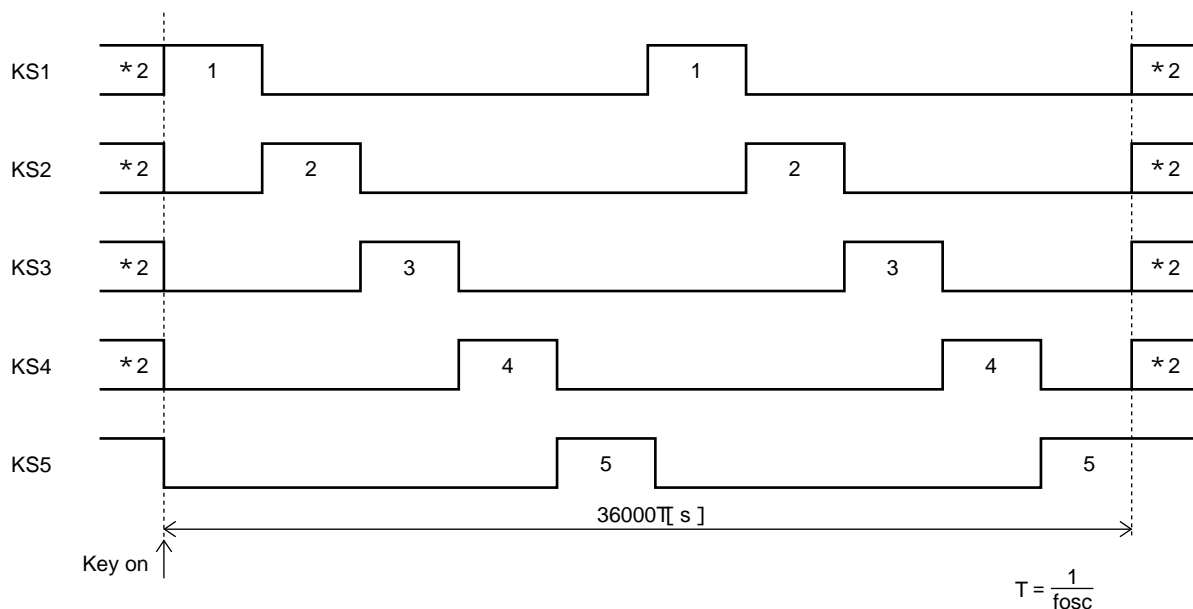 KS1 *2 1 1 *2
KS2 *2 2 2 *2
KS3 *2 3 3 *2
KS4 *2 4 4 *2
KS5 5 5
36000T[ s ]
Key on
T = 1
fosc